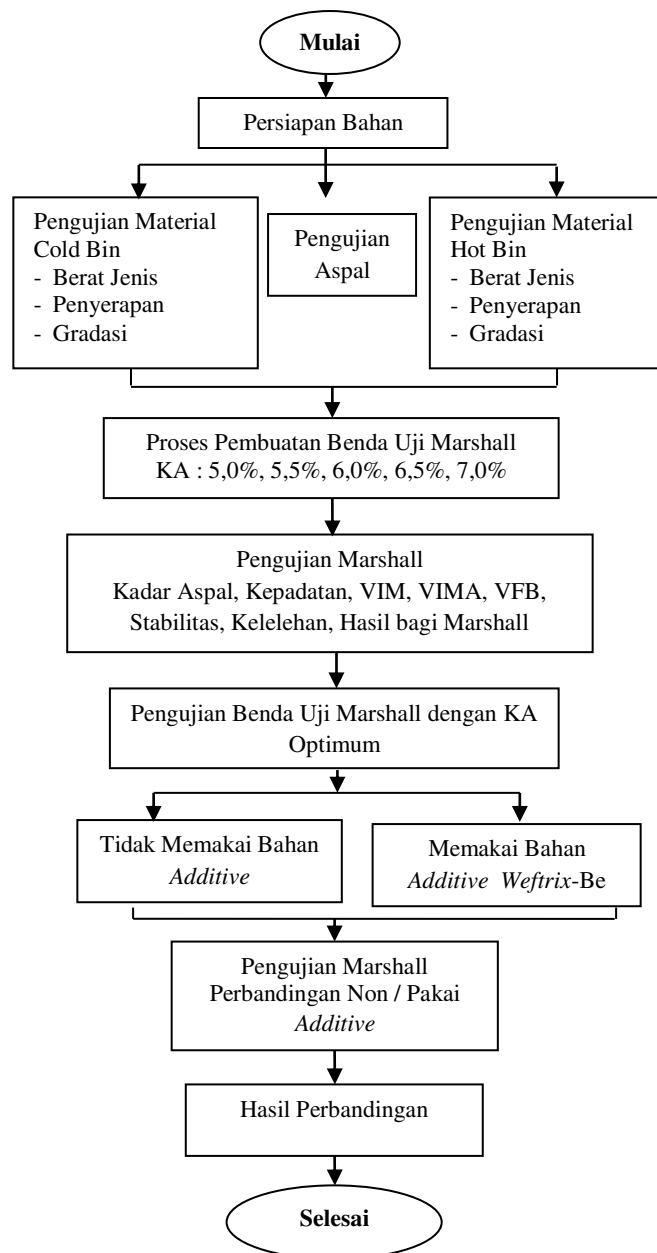 Mulai
Persiapan Bahan
Pengujian Material
Cold Bin
- Berat Jenis
- Penyerapan
- Gradasi
Pengujian
Aspal
Pengujian Material
Hot Bin
- Berat Jenis
- Penyerapan
- Gradasi
Proses Pembuatan Benda Uji Marshall
KA : 5,0%, 5,5%, 6,0%, 6,5%, 7,0%
Pengujian Marshall
Kadar Aspal, Kepadatan, VIM, VIMA, VFB,
Stabilitas, Kelelehan, Hasil bagi Marshall
Pengujian Benda Uji Marshall dengan KA
Optimum
Tidak Memakai Bahan
Additive
Memakai Bahan
Additive Weftrix-Be
Pengujian Marshall
Perbandingan Non / Pakai
Additive
Hasil Perbandingan
Selesai